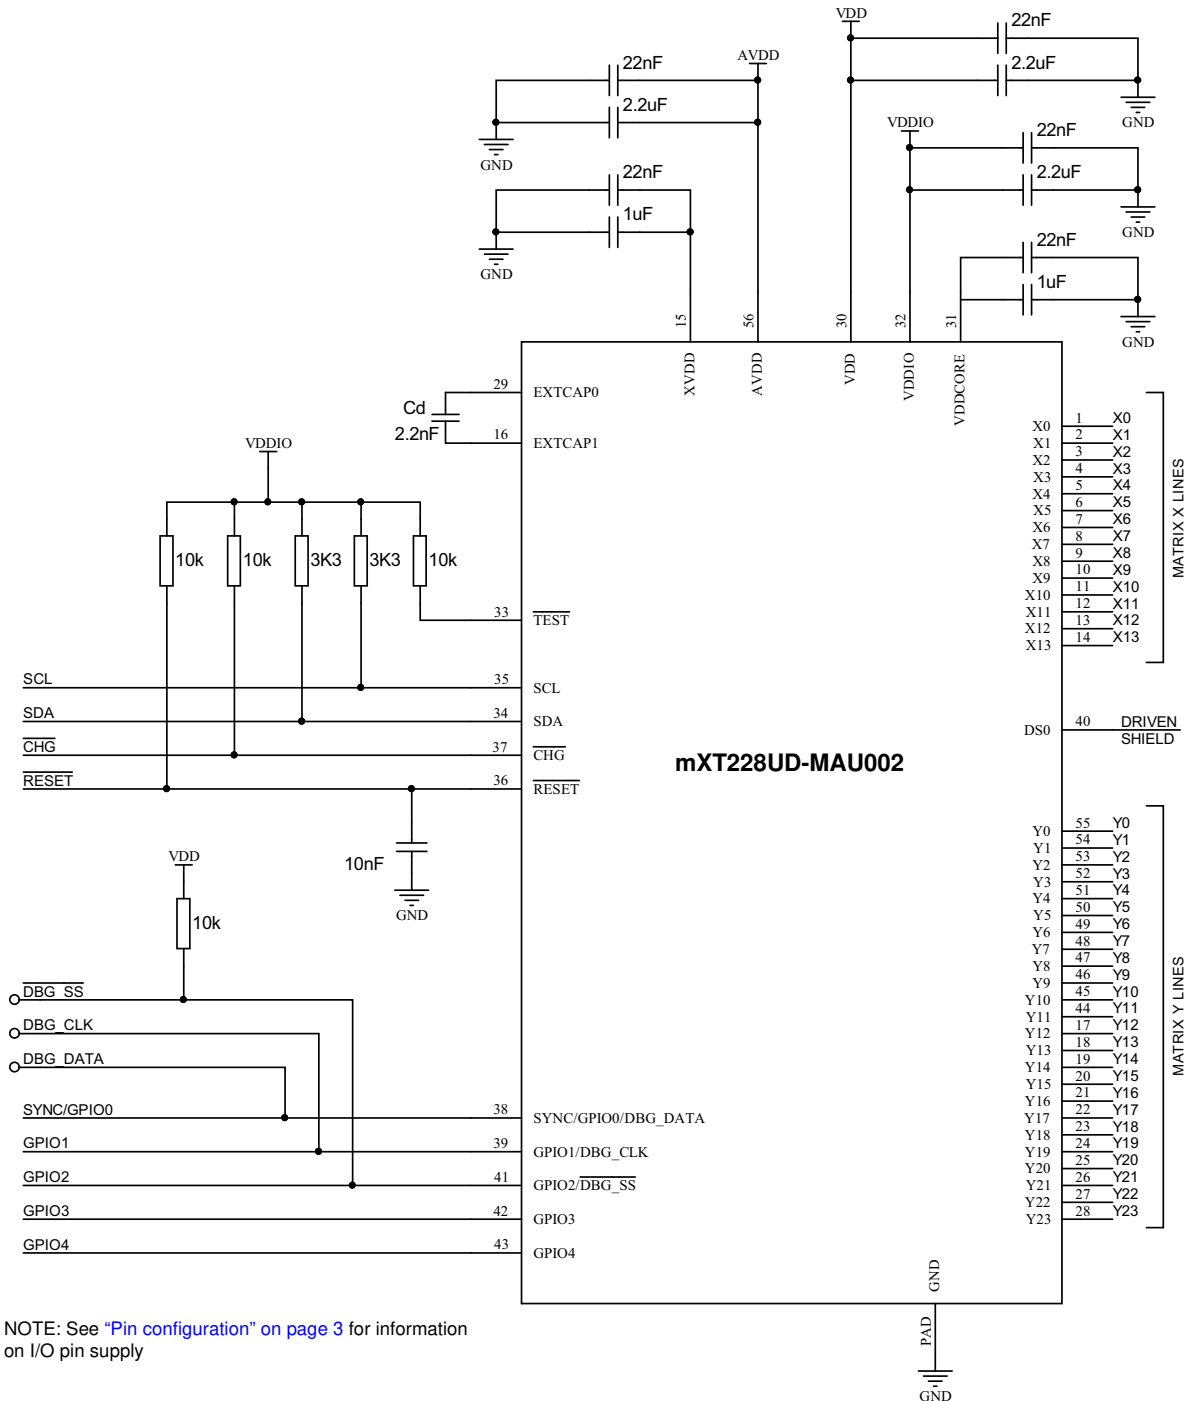 VDD
22nF
2.2uF
GND
AVDD
22nF
2.2uF
GND
VDDIO
22nF
2.2uF
GND
22nF
1uF
GND
22nF
1uF
GND
15
56
30
32
31
XVDD
AVDD
VDD
VDDIO
VDDCORE
Cd
2.2nF
29 EXTCAP0
16 EXTCAP1
VDDIO
10k 10k 3K3 3K3 10k
33 TEST
SCL 35 SCL
SDA 34 SDA
CHG 37 CHG
RESET 36 RESET
10nF
GND
VDD
10k
DBG_SS
DBG_CLK
DBG_DATA
SYNC/GPIO0 38 SYNC/GPIO0/DBG_DATA
GPIO1 39 GPIO1/DBG_CLK
GPIO2 41 GPIO2/DBG_SS
GPIO3 42 GPIO3
GPIO4 43 GPIO4
mXT228UD-MAU002
X0 1 X0
X1 2 X1
X2 3 X2
X3 4 X3
X4 5 X4
X5 6 X5
X6 7 X6
X7 8 X7
X8 9 X8
X9 10 X9
X10 11 X10
X11 12 X11
X12 13 X12
X13 14 X13
MATRIX X LINES
DS0 40 DRIVEN
SHIELD
Y0 55 Y0
Y1 54 Y1
Y2 53 Y2
Y3 52 Y3
Y4 51 Y4
Y5 50 Y5
Y6 49 Y6
Y7 48 Y7
Y8 47 Y8
Y9 46 Y9
Y10 45 Y10
Y11 44 Y11
Y12 17 Y12
Y13 18 Y13
Y14 19 Y14
Y15 20 Y15
Y16 21 Y16
Y17 22 Y17
Y18 23 Y18
Y19 24 Y19
Y20 25 Y20
Y21 26 Y21
Y22 27 Y22
Y23 28 Y23
MATRIX Y LINES
GND
PAD
GND
NOTE: See “Pin configuration” on page 3 for information
on I/O pin supply